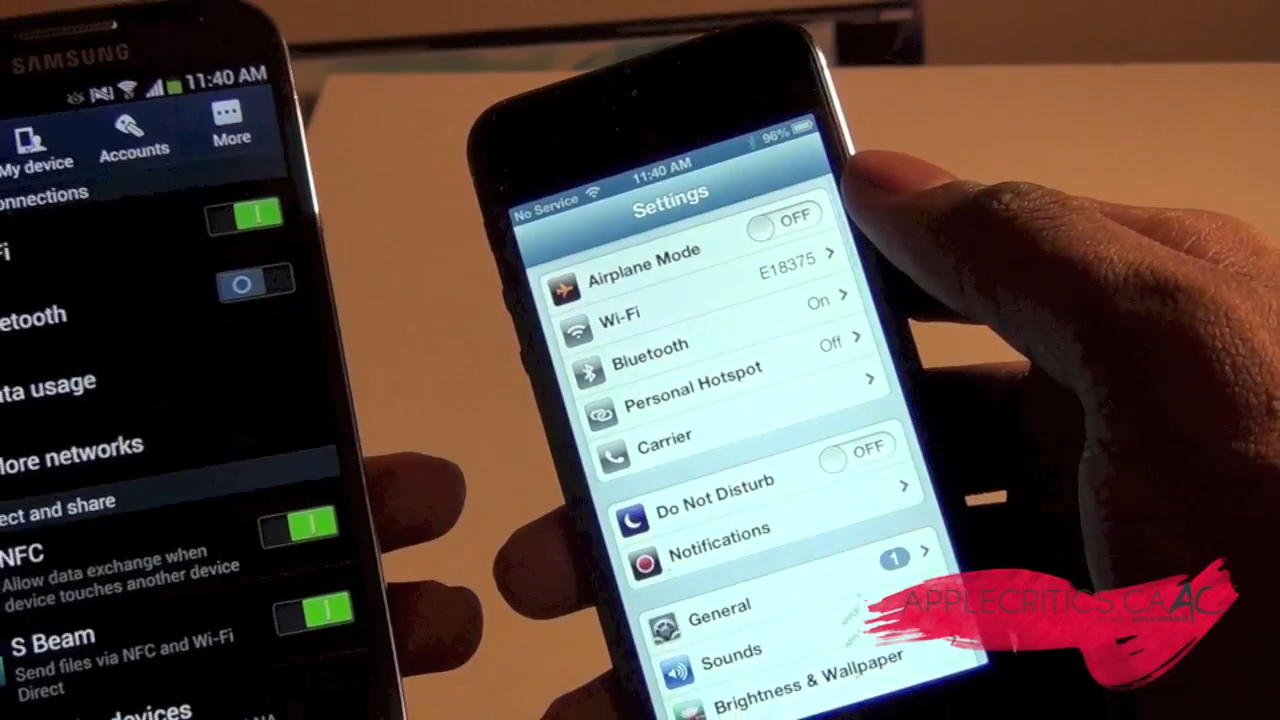 SAMSUNG
11:40 AM
My device
Accounts
More
onnections
Fi
etooth
ata usage
ore networks
ect and share
NFC
Allow data exchange when
device touches another device
S Beam
Send files via NFC and Wi-Fi
Direct
devices
No Service
11:40 AM
96%
Settings
Airplane Mode
OFF
Wi-Fi
E18375
Bluetooth
On
Personal Hotspot
Off
Carrier
Do Not Disturb
OFF
Notifications
General
1
Sounds
Brightness & Wallpaper
APPLECRITICS.CA AC